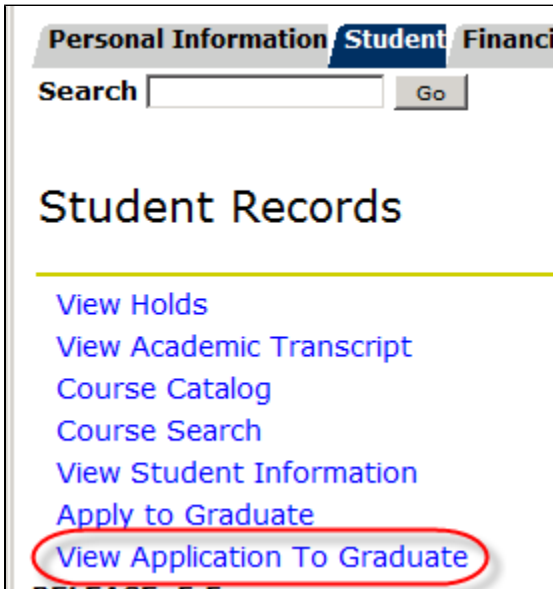 Personal Information Student
Search Go
Student Records
View Holds
View Academic Transcript
Course Catalog
Course Search
View Student Information
Apply to Graduate
View Application To Graduate